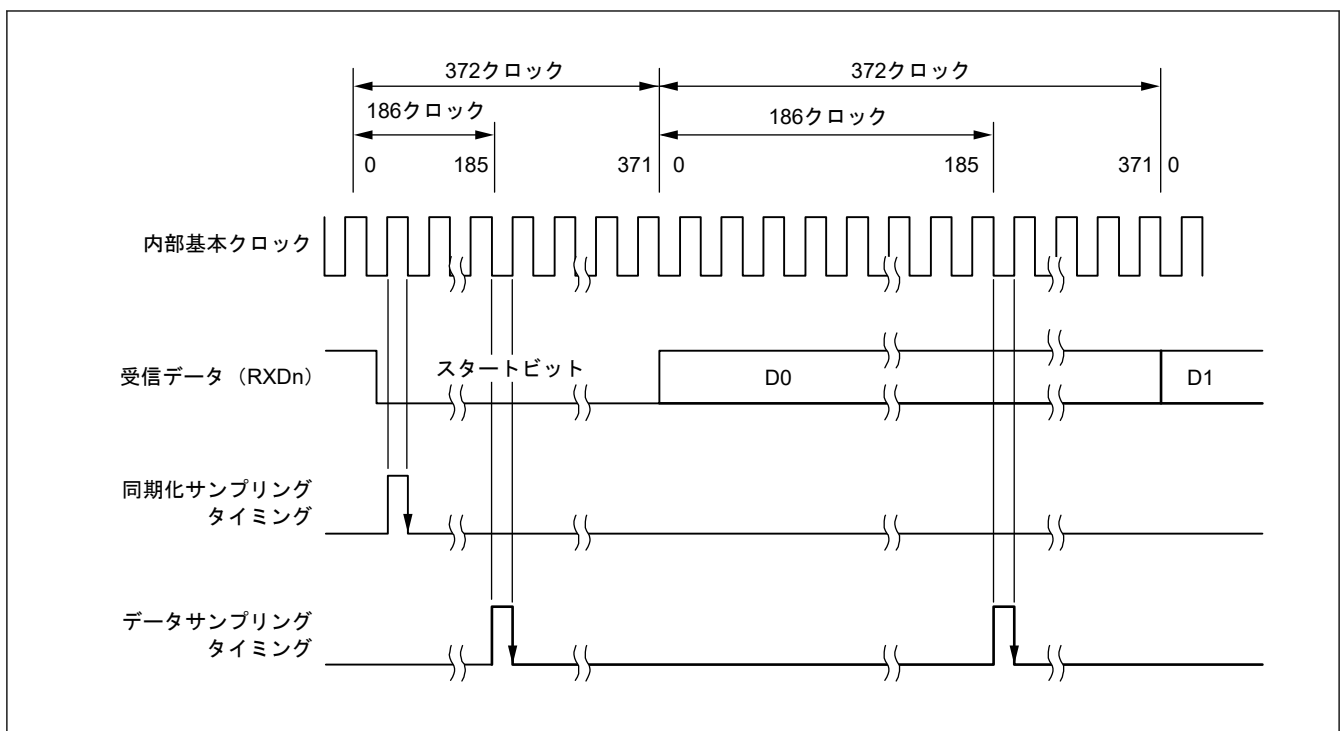 372クロック 372クロック
186クロック 186クロック
0 185 371 0 185 371 0
内部基本クロック
受信データ（RXDn） スタートビット D0 D1
同期化サンプリング
タイミング
データサンプリング
タイミング